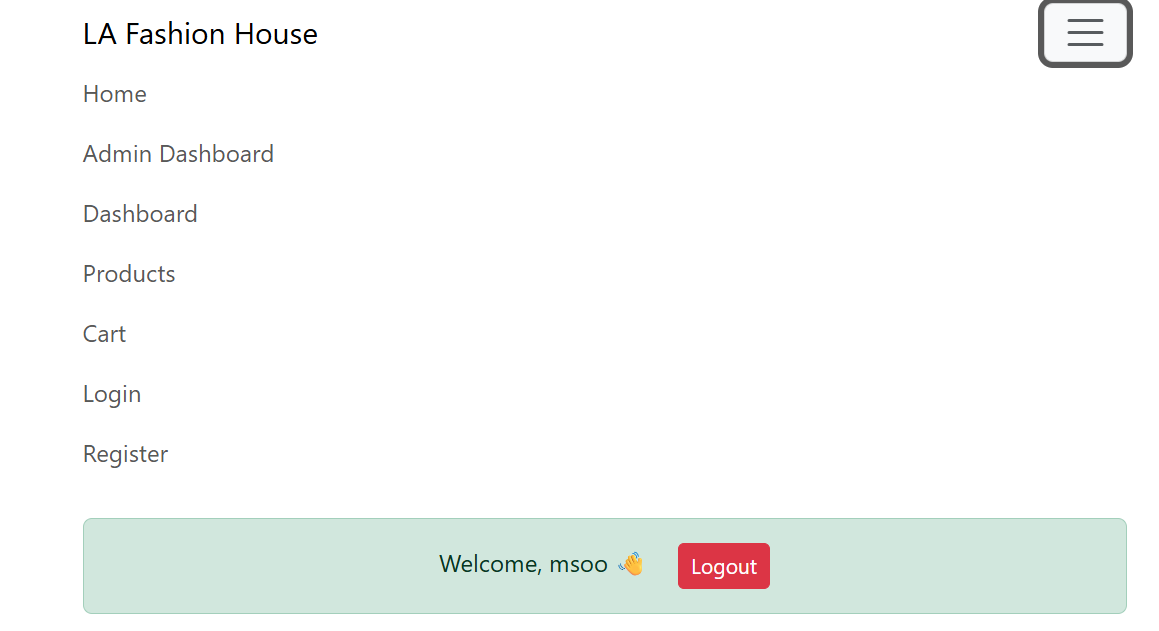 LA Fashion House
Home
Admin Dashboard
Dashboard
Products
Cart
Login
Register
Welcome, msoo 👋 Logout